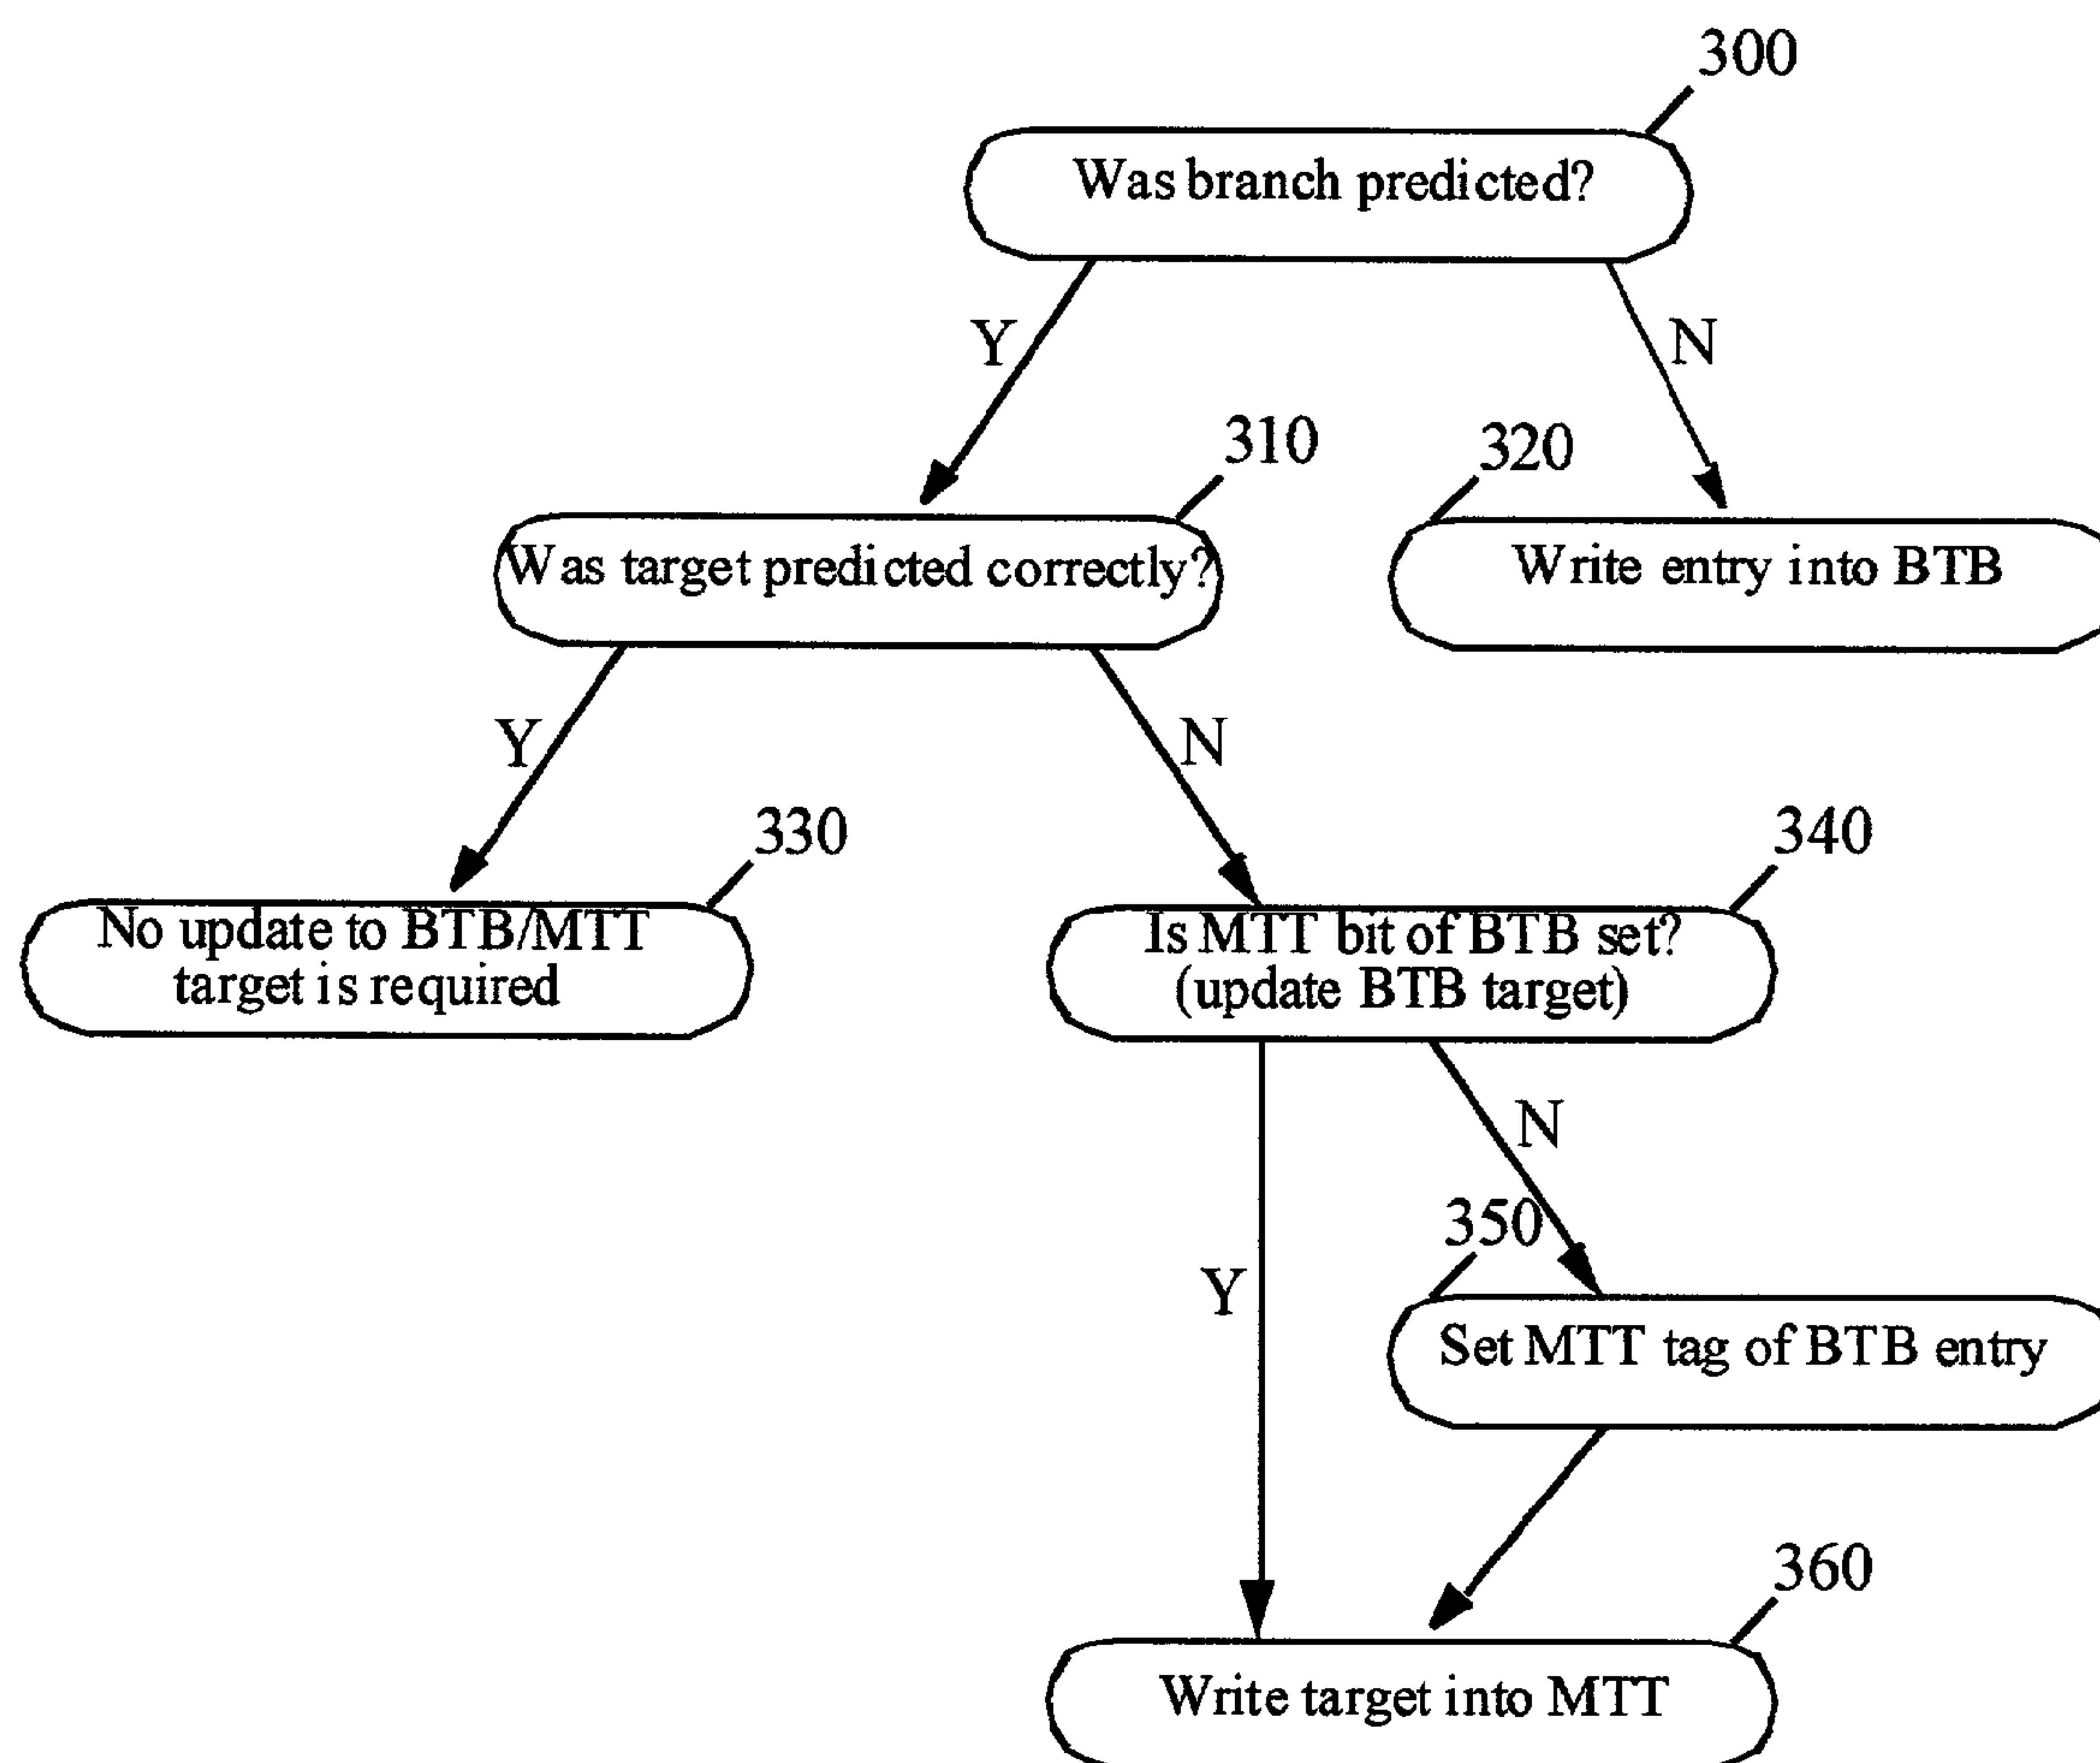 300
Was branch predicted?
Y
N
310
320
Was target predicted correctly?
Write entry into BTB
Y
N
330
340
No update to BTB/MTT
target is required
Is MTT bit of BTB set?
(update BTB target)
N
350
Y
Set MTT tag of BTB entry
360
Write target into MTT